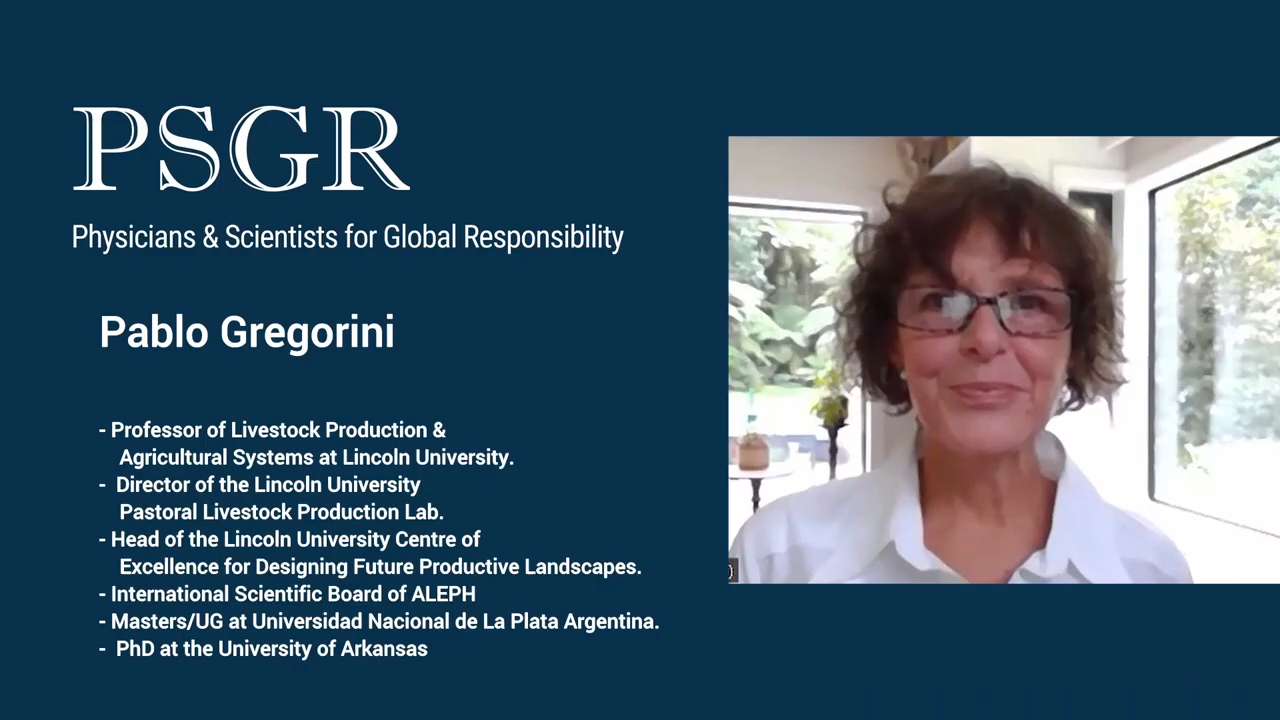 PSGR
Physicians & Scientists for Global Responsibility
Pablo Gregorini
- Professor of Livestock Production &
Agricultural Systems at Lincoln University.
- Director of the Lincoln University
Pastoral Livestock Production Lab.
- Head of the Lincoln University Centre of
Excellence for Designing Future Productive Landscapes.
- International Scientific Board of ALEPH
- Masters/UG at Universidad Nacional de La Plata Argentina.
- PhD at the University of Arkansas